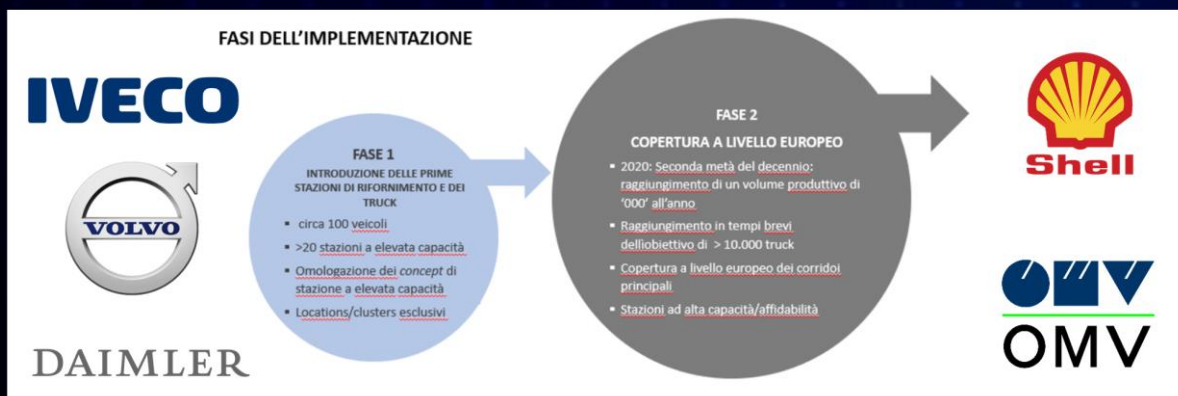 FASI DELL'IMPLEMENTAZIONE
IVECO
VOLVO
DAIMLER
FASE 1
INTRODUZIONE DELLE PRIME
STAZIONI DI RIFORNIMENTO E DEI
TRUCK
▪ circa 100 veicoli
▪ >20 stazioni a elevata capacità
▪ Omologazione dei concept di
stazione a elevata capacità
▪ Locations/clusters esclusivi
FASE 2
COPERTURA A LIVELLO EUROPEO
▪ 2020: Seconda metà del decennio:
raggiungimento di un volume produttivo di
'000' all'anno
▪ Raggiungimento in tempi brevi
delliobiettivo di > 10.000 truck
▪ Copertura a livello europeo dei corridoi
principali
▪ Stazioni ad alta capacità/affidabilità
Shell
OMV
OMV